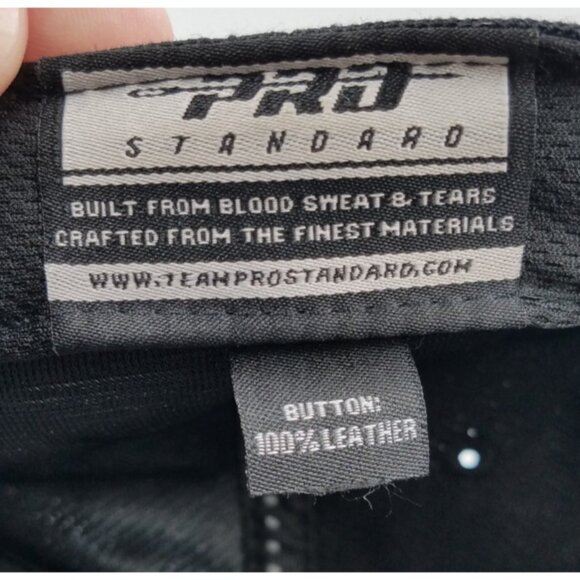 PRO
STANDARD
BUILT FROM BLOOD SWEAT & TEARS
CRAFTED FROM THE FINEST MATERIALS
WWW.TEAMPROSTANDARD.COM
BUTTON:
100% LEATHER